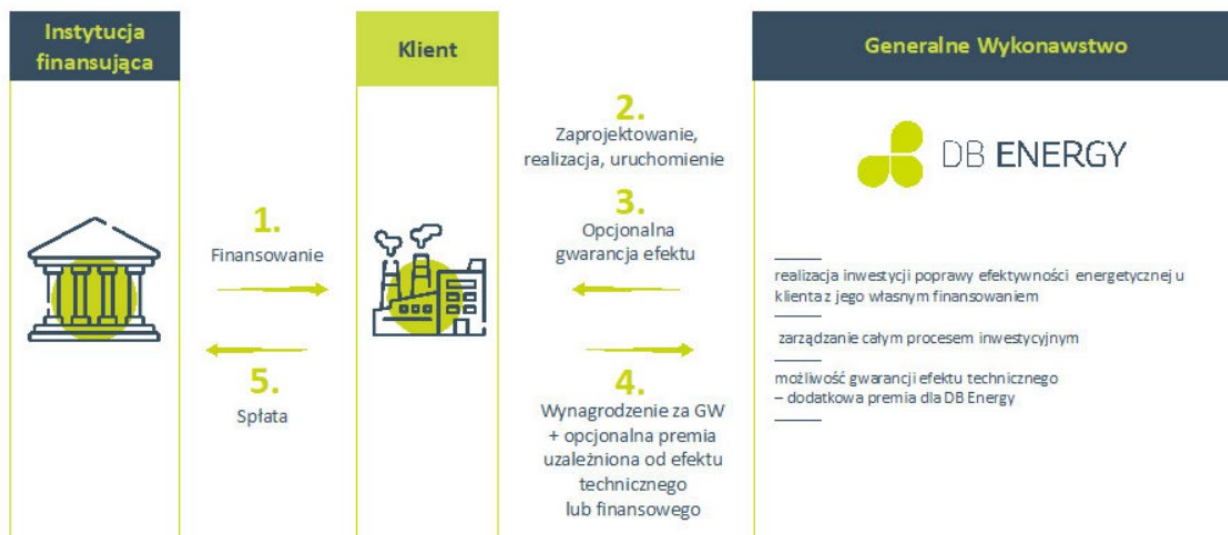 Instytucja
finansująca
Klient
Generalne Wykonawstwo
1.
Finansowanie
5.
Spłata
2.
Zaprojektowanie,
realizacja, uruchomienie
3.
Opcjonalna
gwarancja efektu
4.
Wynagrodzenie za GW
+ opcjonalna premia
uzależniona od efektu
technicznego
lub finansowego
DB ENERGY
realizacja inwestycji poprawy efektywności energetycznej u
klienta z jego własnym finansowaniem
zarządzanie całym procesem inwestycyjnym
możliwość gwarancji efektu technicznego
– dodatkowa premia dla DB Energy